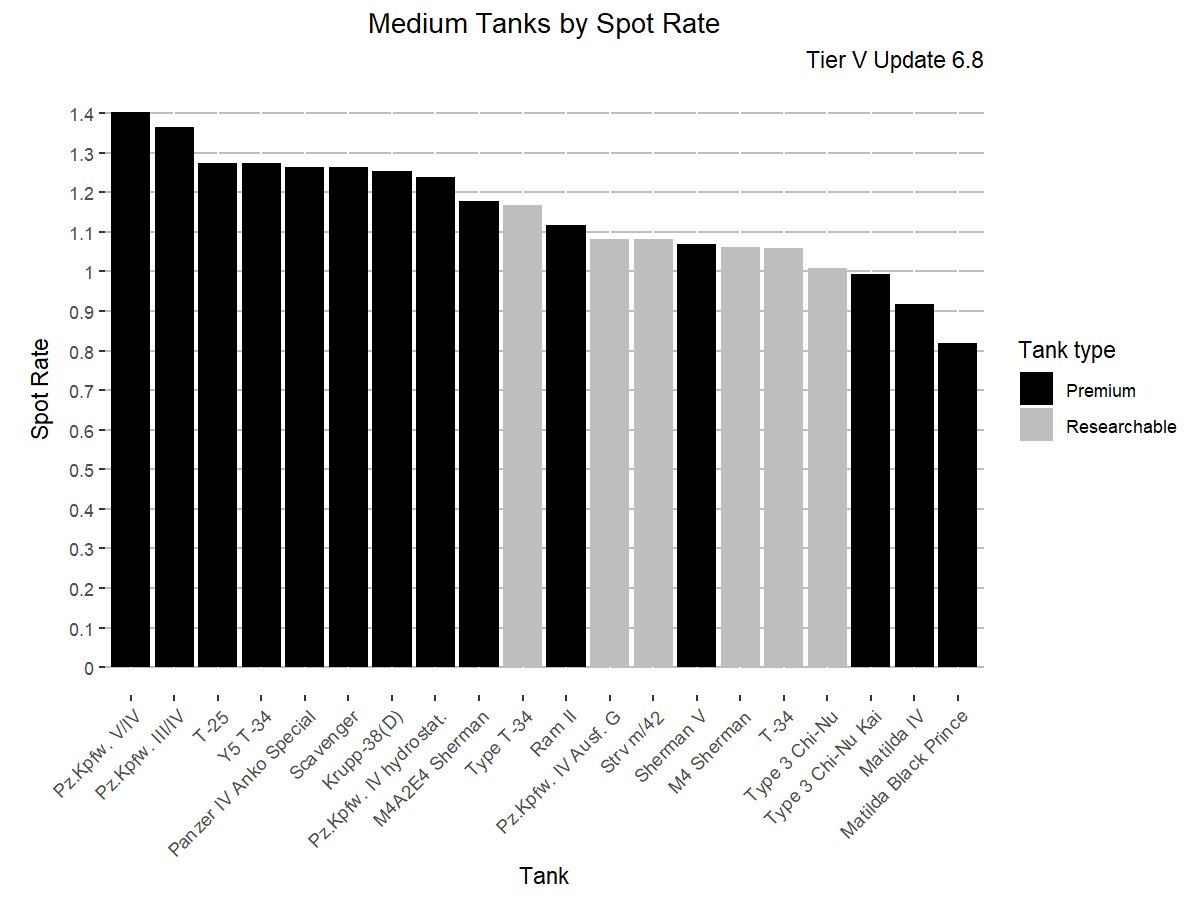 Medium Tanks by Spot Rate
Tier V Update 6.8
Spot Rate
1.4
1.3
1.2
1.1
1
0.9
0.8
0.7
0.6
0.5
0.4
0.3
0.2
0.1
0
Pz.Kpfw. V/IV
Pz.Kpfw. III/IV
T-25
Y5 T-34
Panzer IV Anko Special
Scavenger
Krupp-38(D)
Pz.Kpfw. IV hydrostat.
M4A2E4 Sherman
Type T-34
Ram II
Pz.Kpfw. IV Ausf. G
Strv m/42
Sherman V
M4 Sherman
T-34
Type 3 Chi-Nu
Type 3 Chi-Nu Kai
Matilda IV
Matilda Black Prince
Tank
Tank type
Premium
Researchable